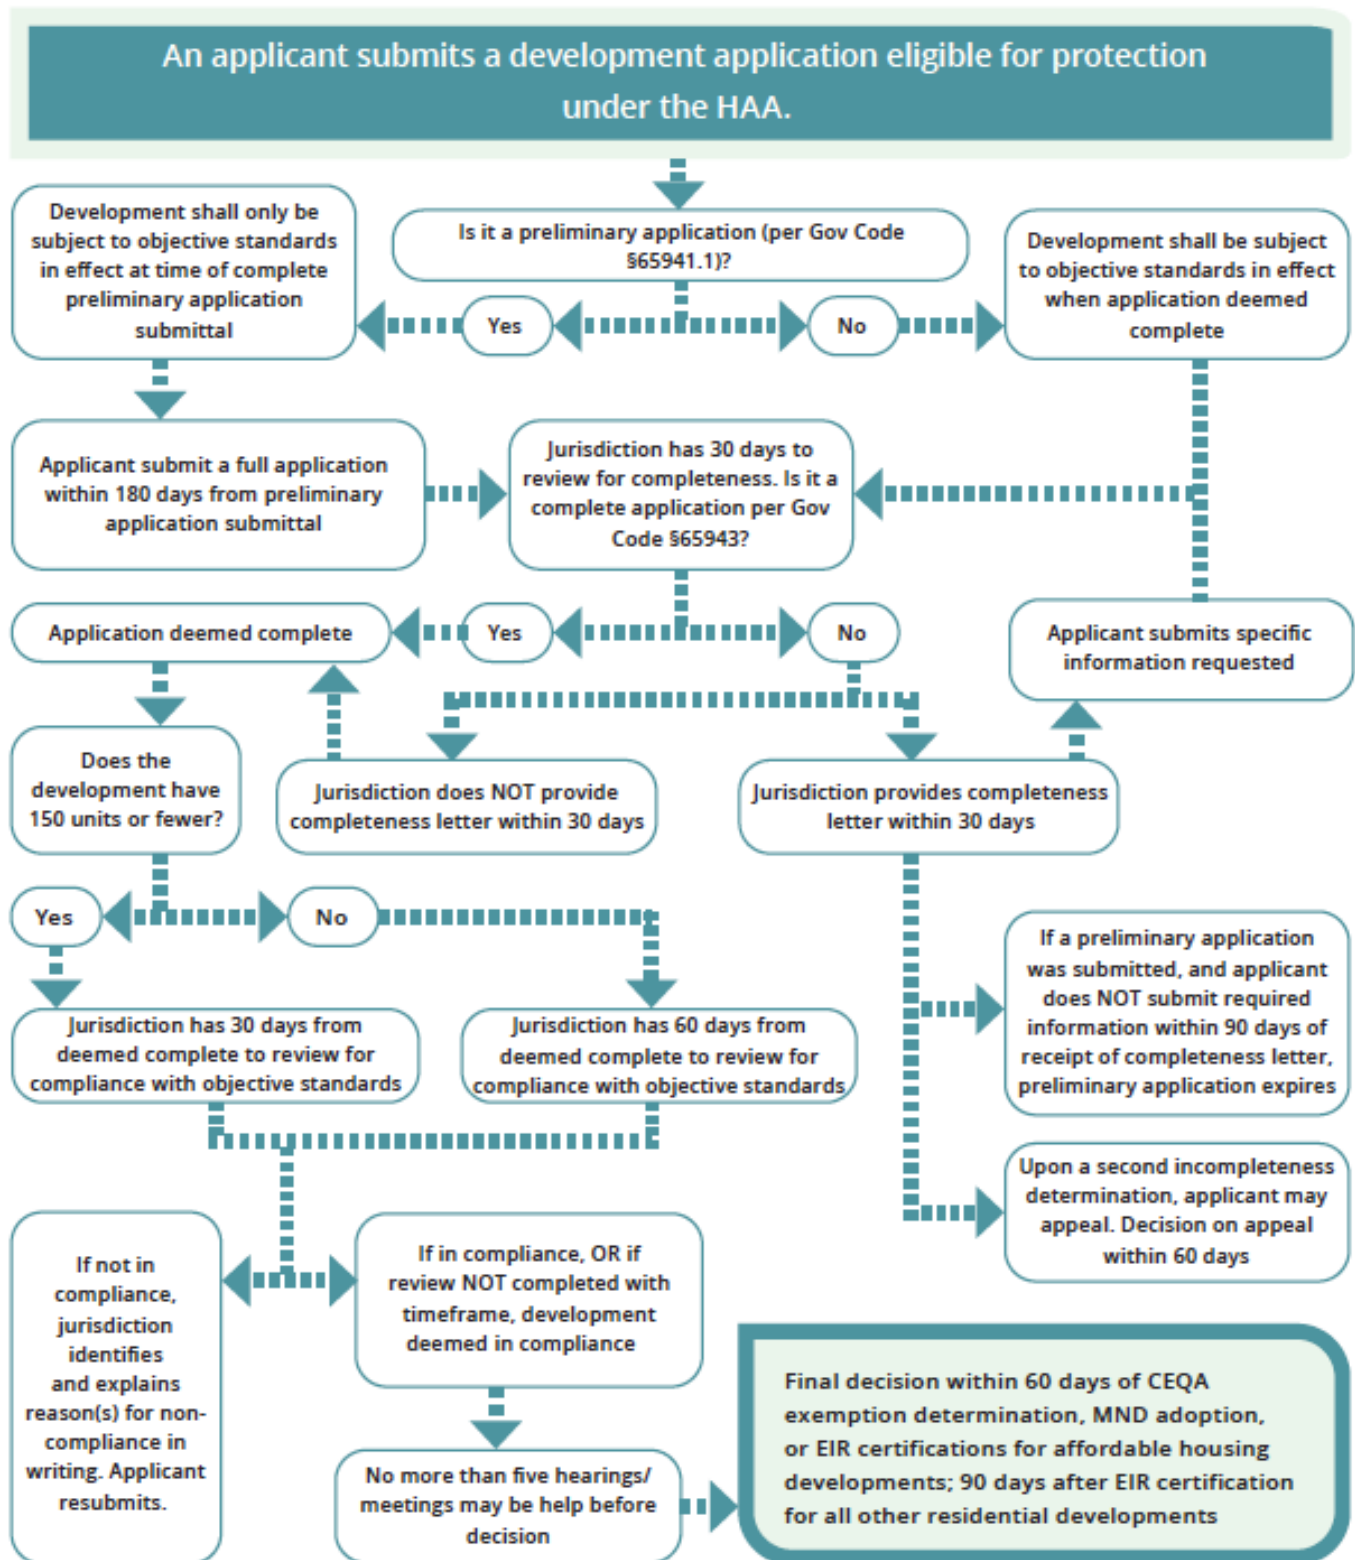 An applicant submits a development application eligible for protection
under the HAA.
Development shall only be
subject to objective standards
in effect at time of complete
preliminary application
submittal
Is it a preliminary application (per Gov Code
§65941.1)?
Development shall be subject
to objective standards in effect
when application deemed
complete
Yes
No
Applicant submit a full application
within 180 days from preliminary
application submittal
Jurisdiction has 30 days to
review for completeness. Is it a
complete application per Gov
Code §65943?
Application deemed complete
Yes
No
Applicant submits specific
information requested
Does the
development have
150 units or fewer?
Jurisdiction does NOT provide
completeness letter within 30 days
Jurisdiction provides completeness
letter within 30 days
Yes
No
If a preliminary application
was submitted, and applicant
does NOT submit required
information within 90 days of
receipt of completeness letter,
preliminary application expires
Jurisdiction has 30 days from
deemed complete to review for
compliance with objective standards
Jurisdiction has 60 days from
deemed complete to review for
compliance with objective standards
Upon a second incompleteness
determination, applicant may
appeal. Decision on appeal
within 60 days
If not in
compliance,
jurisdiction
identifies
and explains
reason(s) for non-
compliance in
writing. Applicant
resubmits.
If in compliance, OR if
review NOT completed with
timeframe, development
deemed in compliance
No more than five hearings/
meetings may be help before
decision
Final decision within 60 days of CEQA
exemption determination, MND adoption,
or EIR certifications for affordable housing
developments; 90 days after EIR certification
for all other residential developments